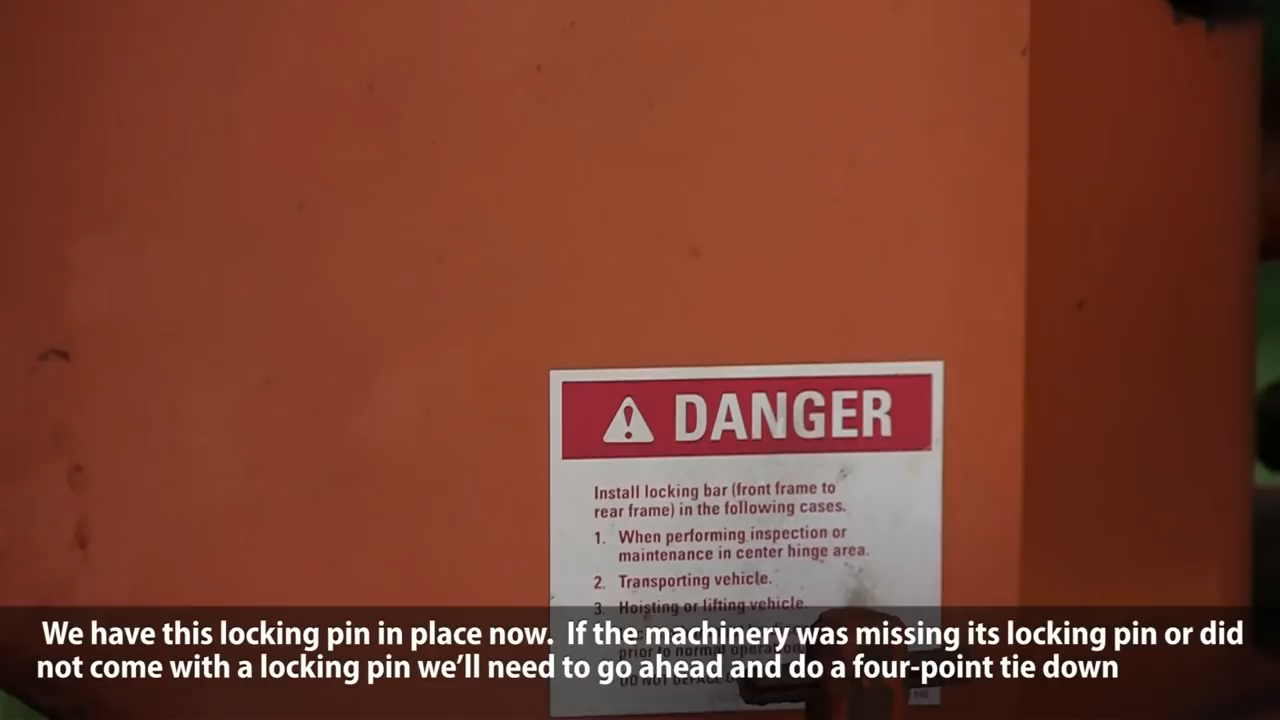 DANGER
Install locking bar (front frame to
rear frame) in the following cases.
1. When performing inspection or
maintenance in center hinge area.
2. Transporting vehicle.
3. Hoisting or lifting vehicle.
prior to normal operation.
DO NOT DEFACE
We have this locking pin in place now. If the machinery was missing its locking pin or did
not come with a locking pin we'll need to go ahead and do a four-point tie down